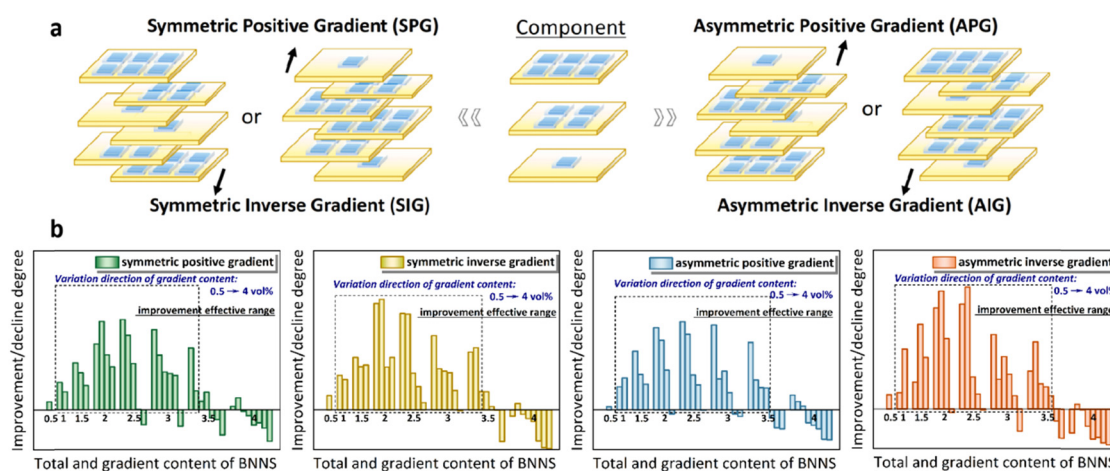 a
Symmetric Positive Gradient (SPG)
Component
Asymmetric Positive Gradient (APG)
or
or
Symmetric Inverse Gradient (SIG)
Asymmetric Inverse Gradient (AIG)
b
Improvement/decline degree
symmetric positive gradient
Variation direction of gradient content:
0.5 → 4 vol%
improvement effective range
0.5 1 1.5 2 2.5 3 3.5 4
Total and gradient content of BNNS
Improvement/decline degree
symmetric inverse gradient
Variation direction of gradient content:
0.5 → 4 vol%
improvement effective range
0.5 1 1.5 2 2.5 3 3.5 4
Total and gradient content of BNNS
Improvement/decline degree
asymmetric positive gradient
Variation direction of gradient content:
0.5 → 4 vol%
improvement effective range
0.5 1 1.5 2 2.5 3 3.5 4
Total and gradient content of BNNS
Improvement/decline degree
asymmetric inverse gradient
Variation direction of gradient content:
0.5 → 4 vol%
improvement effective range
0.5 1 1.5 2 2.5 3 3.5 4
Total and gradient content of BNNS